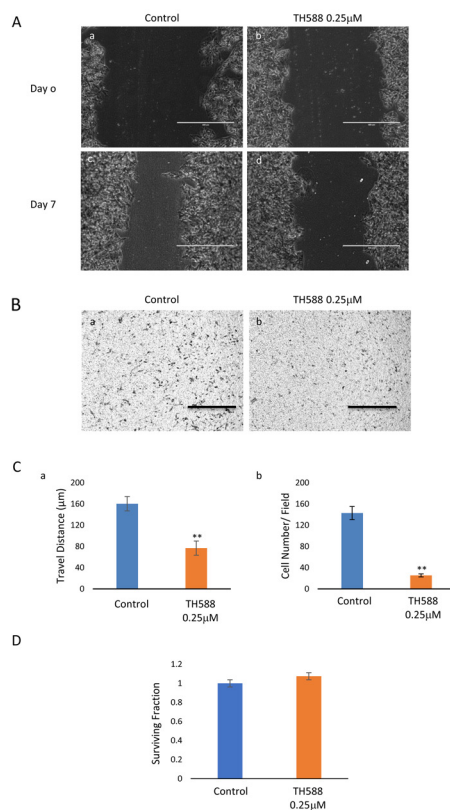 A
Control
TH588 0.25μM
Day o
a
b
Day 7
c
d
B
Control
TH588 0.25μM
a
b
C
a
b
Travel Distance (μm)
200
160
120
80
40
0
**
Control
TH588
0.25μM
Cell Number/ Field
200
160
120
80
40
0
**
Control
TH588
0.25μM
D
Surviving Fraction
1.2
1
0.8
0.6
0.4
0.2
0
Control
TH588
0.25μM